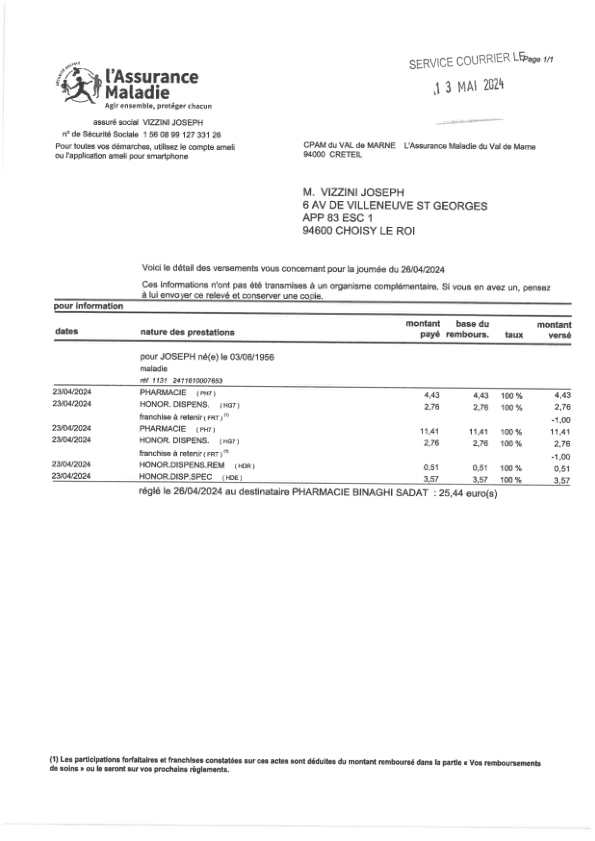 SERVICE COURRIER LE
Page 1/1
13 MAI 2024
SÉCURITÉ SOCIALE
l'Assurance
Maladie
Agir ensemble, protéger chacun
assuré social VIZZINI JOSEPH
n° de Sécurité Sociale 1 56 08 99 127 331 26
Pour toutes vos démarches, utilisez le compte ameli
ou l'application ameli pour smartphone
CPAM du VAL de MARNE L'Assurance Maladie du Val de Marne
94000 CRETEIL
M. VIZZINI JOSEPH
6 AV DE VILLENEUVE ST GEORGES
APP 83 ESC 1
94600 CHOISY LE ROI
Voici le détail des versements vous concernant pour la journée du 26/04/2024
Ces informations n'ont pas été transmises à un organisme complémentaire. Si vous en avez un, pensez
à lui envoyer ce relevé et conserver une copie.
pour information
dates nature des prestations montant payé base du rembours. taux montant versé
pour JOSEPH né(e) le 03/08/1956
maladie
réf 1131 2411610007653
23/04/2024 PHARMACIE (PH7) 4,43 4,43 100 % 4,43
23/04/2024 HONOR. DISPENS. (HG7) 2,76 2,76 100 % 2,76
franchise à retenir (FRT) (1) -1,00
23/04/2024 PHARMACIE (PH7) 11,41 11,41 100 % 11,41
23/04/2024 HONOR. DISPENS. (HG7) 2,76 2,76 100 % 2,76
franchise à retenir (FRT) (1) -1,00
23/04/2024 HONOR.DISPENS.REM (HDR) 0,51 0,51 100 % 0,51
23/04/2024 HONOR.DISP.SPEC (HDE) 3,57 3,57 100 % 3,57
réglé le 26/04/2024 au destinataire PHARMACIE BINAGHI SADAT : 25,44 euro(s)
(1) Les participations forfaitaires et franchises constatées sur ces actes sont déduites du montant remboursé dans la partie « Vos remboursements
de soins » ou le seront sur vos prochains règlements.